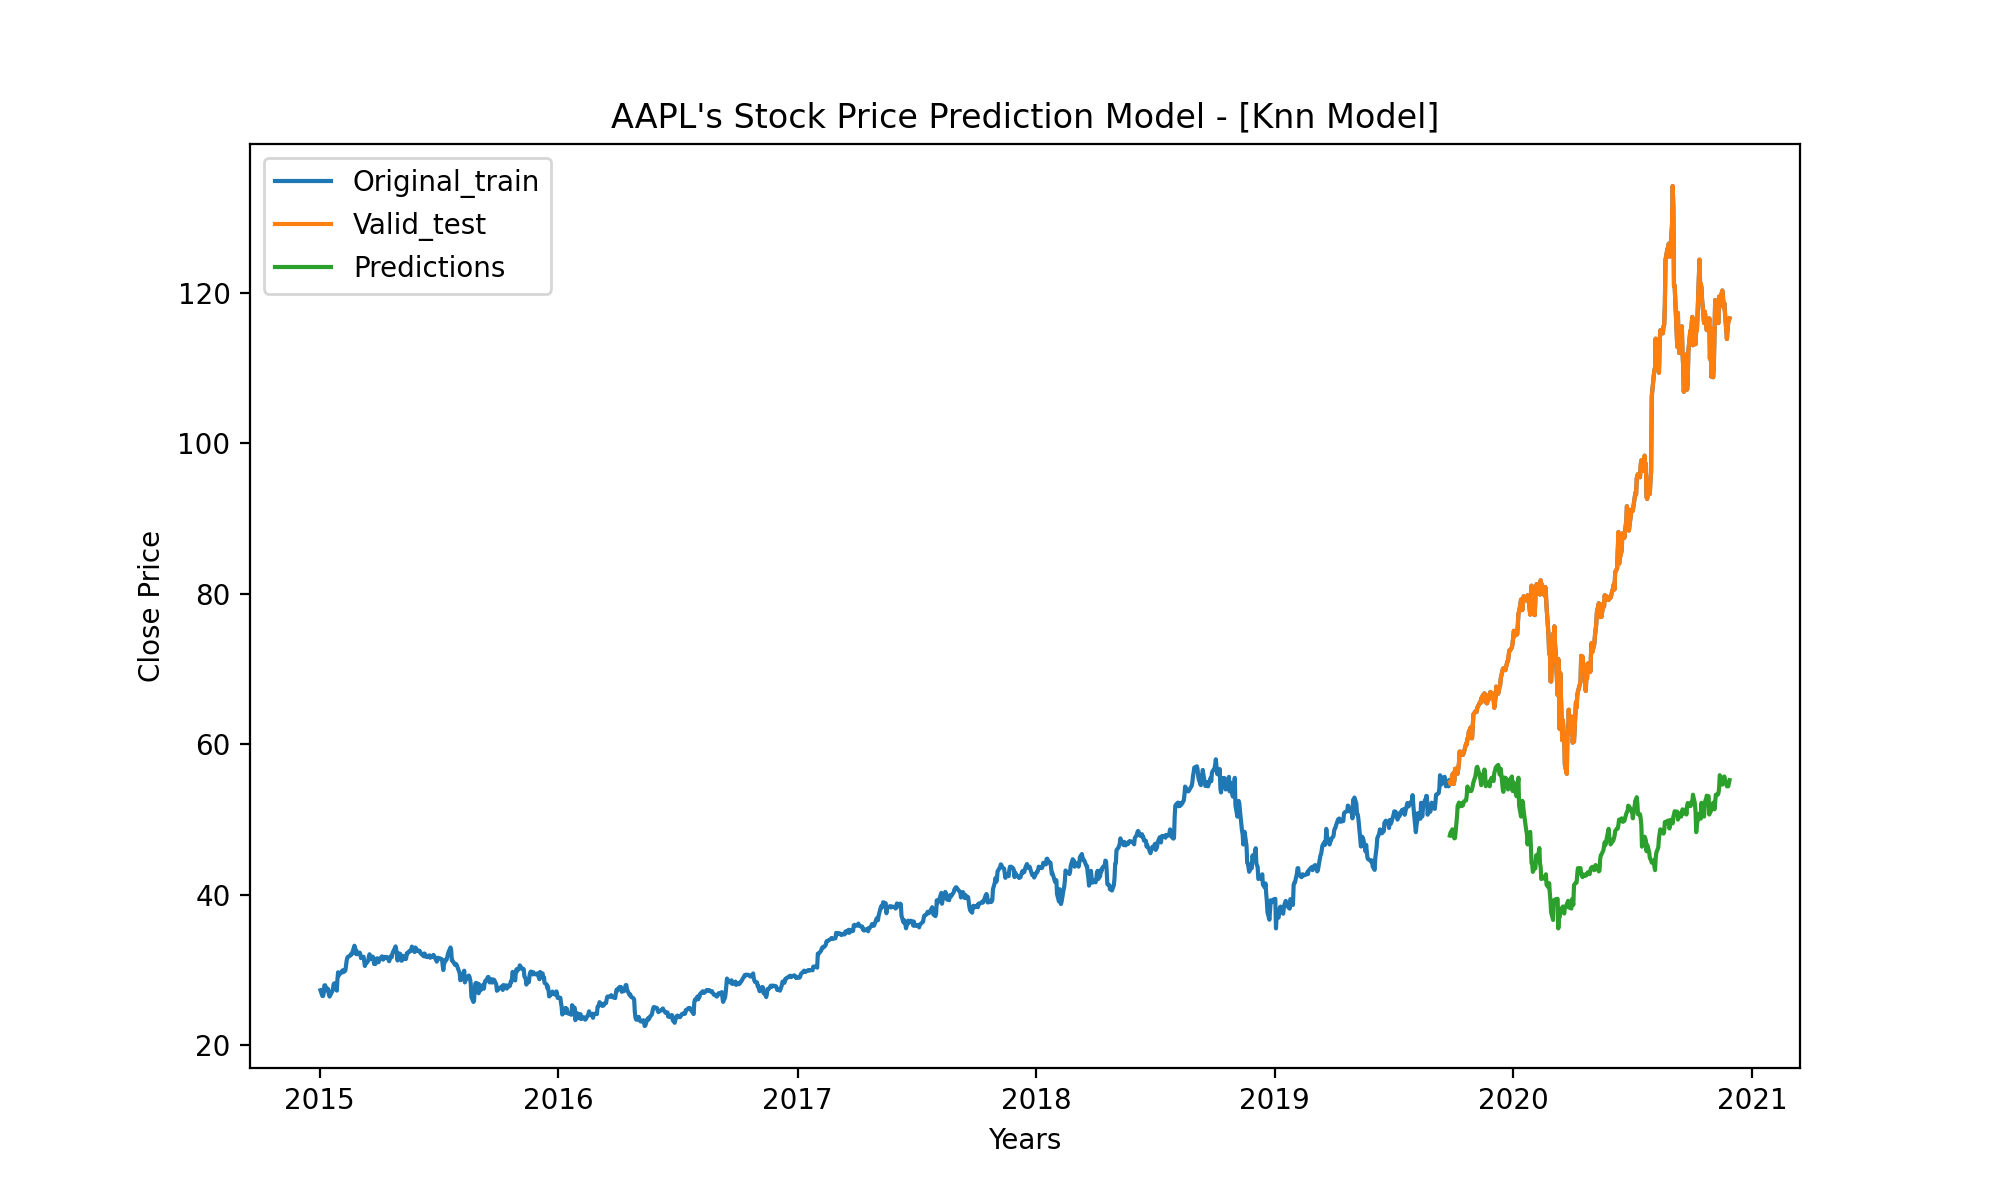 AAPL's Stock Price Prediction Model - [Knn Model]
Original_train
Valid_test
Predictions
120
100
80
60
40
20
Close Price
2015 2016 2017 2018 2019 2020 2021
Years